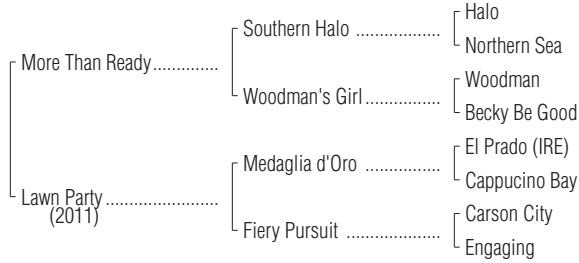 Halo
Southern Halo ..................
Northern Sea
More Than Ready..............
Woodman
Woodman's Girl................
Becky Be Good
El Prado (IRE)
Medaglia d'Oro ................
Cappucino Bay
Lawn Party ........................
(2011)
Carson City
Fiery Pursuit ....................
Engaging